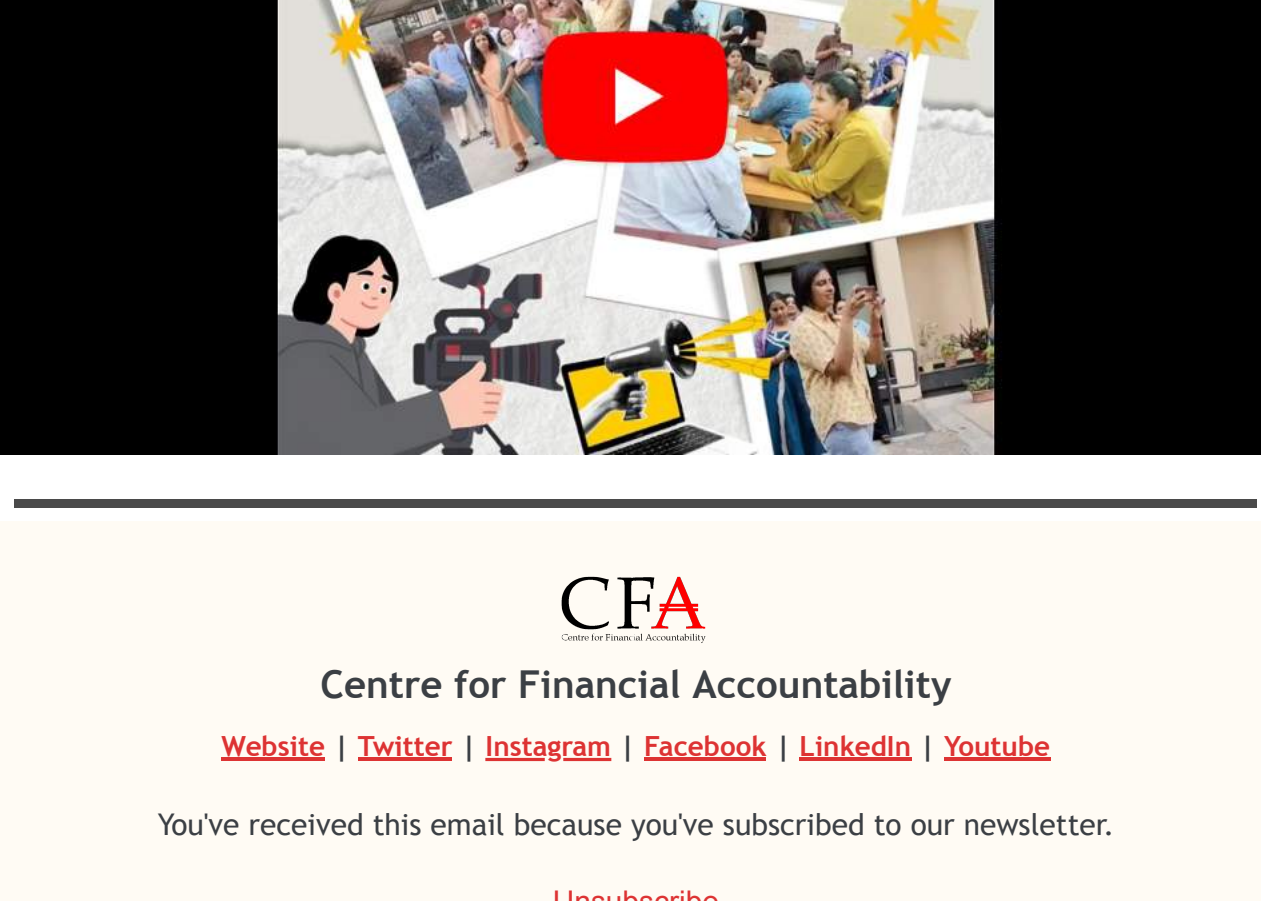 CFA
Centre for Financial Accountability
Centre for Financial Accountability
Website | Twitter | Instagram | Facebook | LinkedIn | Youtube
You've received this email because you've subscribed to our newsletter.
Unsubscribe